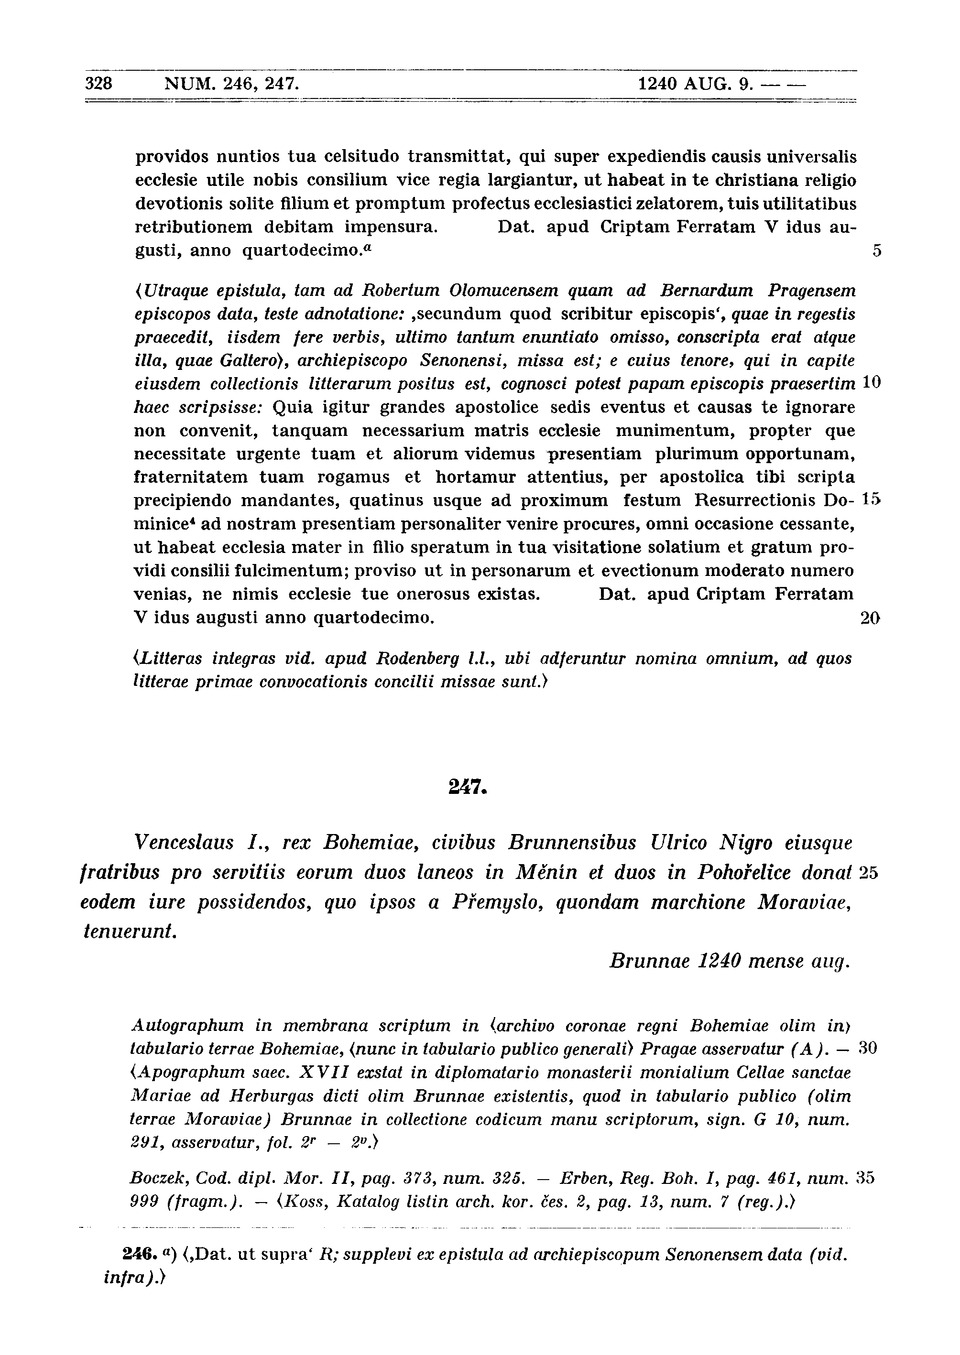 328 NUM. 246, 247. 1240 AUG. 9. — —
providos nuntios tua celsitudo transmittat, qui super expediendis causis universalis
ecclesie utile nobis consilium vice regia largiantur, ut habeat in te christiana religio
devotionis solite filium et promptum profectus ecclesiastici zelatorem, tuis utilitatibus
retributionem debitam impensura. Dat. apud Criptam Ferratam V idus au-
gusti, anno quartodecimo.ᵃ 5
⟨Utraque epistula, tam ad Robertum Olomucensem quam ad Bernardum Pragensem
episcopos data, teste adnotatione: ‚secundum quod scribitur episcopis‘, quae in regestis
praecedit, iisdem fere verbis, ultimo tantum enuntiato omisso, conscripta erat atque
illa, quae Galtero⟩, archiepiscopo Senonensi, missa est; e cuius tenore, qui in capite
eiusdem collectionis litterarum positus est, cognosci potest papam episcopis praesertim 10
haec scripsisse: Quia igitur grandes apostolice sedis eventus et causas te ignorare
non convenit, tanquam necessarium matris ecclesie munimentum, propter que
necessitate urgente tuam et aliorum videmus presentiam plurimum opportunam,
fraternitatem tuam rogamus et hortamur attentius, per apostolica tibi scripta
precipiendo mandantes, quatinus usque ad proximum festum Resurrectionis Do- 15
minice⁴ ad nostram presentiam personaliter venire procures, omni occasione cessante,
ut habeat ecclesia mater in filio speratum in tua visitatione solatium et gratum pro-
vidi consilii fulcimentum; proviso ut in personarum et evectionum moderato numero
venias, ne nimis ecclesie tue onerosus existas. Dat. apud Criptam Ferratam
V idus augusti anno quartodecimo. 20
⟨Litteras integras vid. apud Rodenberg l.l., ubi adferuntur nomina omnium, ad quos
litterae primae convocationis concilii missae sunt.⟩
247.
Venceslaus I., rex Bohemiae, civibus Brunnensibus Ulrico Nigro eiusque
fratribus pro servitiis eorum duos laneos in Měnín et duos in Pohořelice donat 25
eodem iure possidendos, quo ipsos a Přemyslo, quondam marchione Moraviae,
tenuerunt.
Brunnae 1240 mense aug.
Autographum in membrana scriptum in ⟨archivo coronae regni Bohemiae olim in⟩
tabulario terrae Bohemiae, ⟨nunc in tabulario publico generali⟩ Pragae asservatur (A). — 30
⟨Apographum saec. XVII exstat in diplomatario monasterii monialium Cellae sanctae
Mariae ad Herburgas dicti olim Brunnae existentis, quod in tabulario publico (olim
terrae Moraviae) Brunnae in collectione codicum manu scriptorum, sign. G 10, num.
291, asservatur, fol. 2ʳ — 2ᵛ.⟩
Boczek, Cod. dipl. Mor. II, pag. 373, num. 325. — Erben, Reg. Boh. I, pag. 461, num. 35
999 (fragm.). — ⟨Koss, Katalog listin arch. kor. čes. 2, pag. 13, num. 7 (reg.).⟩
246. ᵃ) ⟨‚Dat. ut supra‘ R; supplevi ex epistula ad archiepiscopum Senonensem data (vid.
infra).⟩